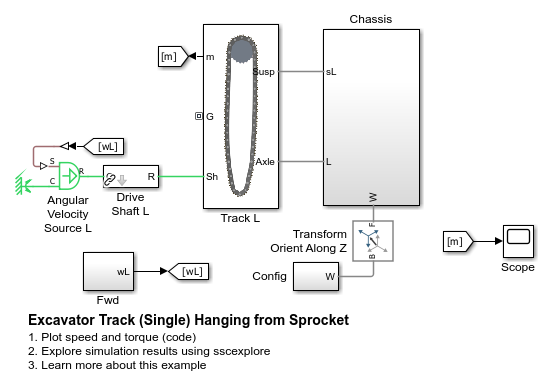 Chassis
[m]
m
Susp
sL
G
[wL]
S
R
C
R
Sh
Axle
L
Angular
Velocity
Source L
Drive
Shaft L
Track L
W
Transform
Orient Along Z
F
B
[m]
Scope
wL
[wL]
Fwd
Config
W
Excavator Track (Single) Hanging from Sprocket
1. Plot speed and torque (code)
2. Explore simulation results using sscexplore
3. Learn more about this example